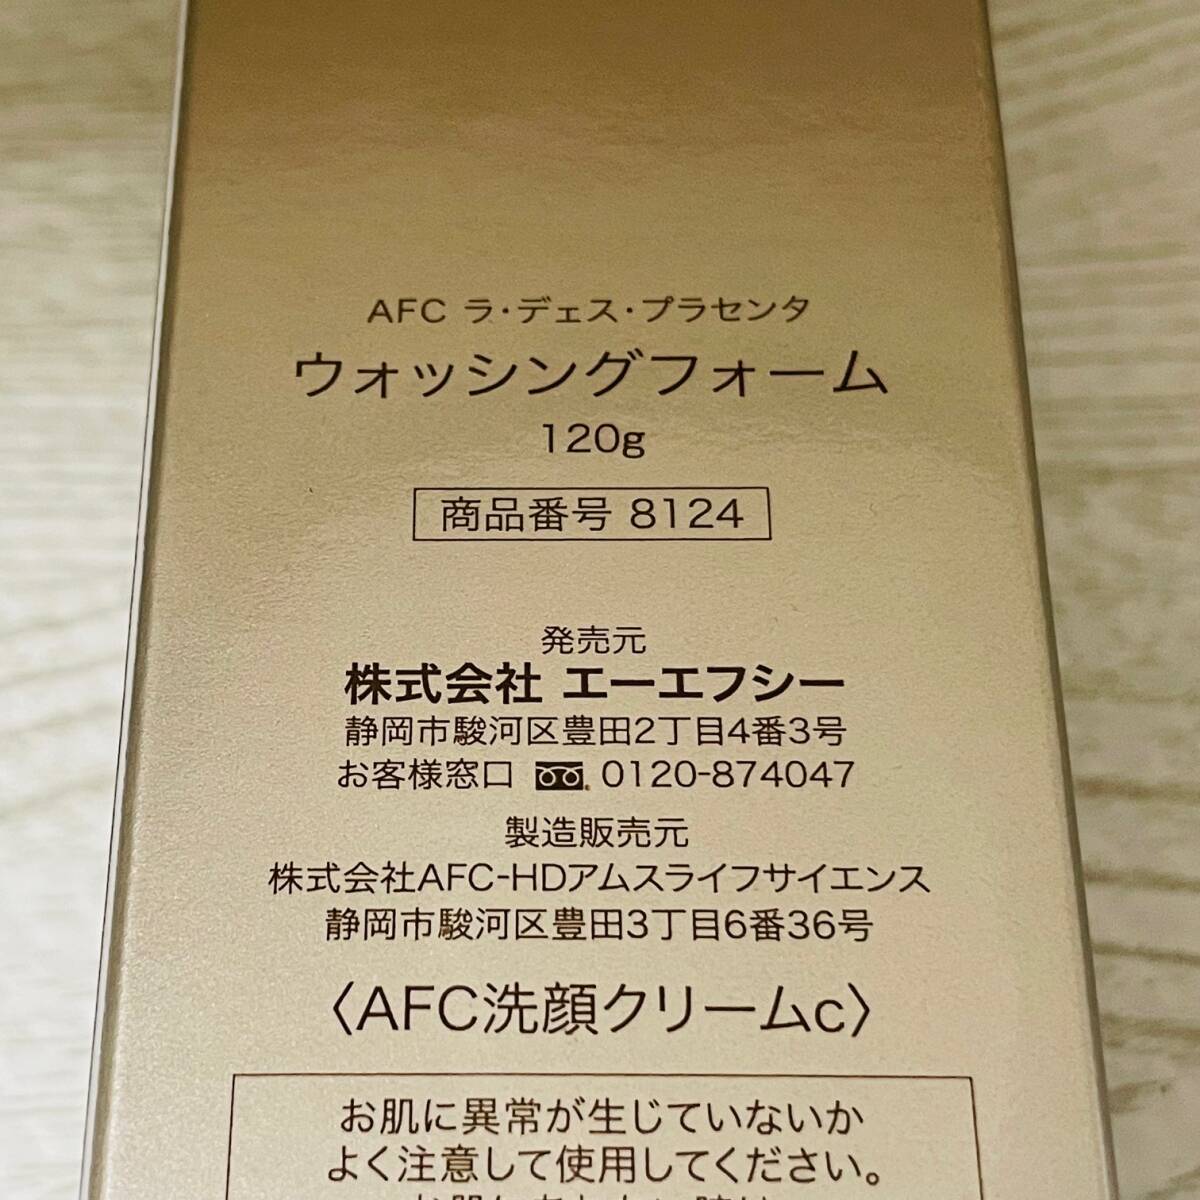 AFC ラ・デェス・プラセンタ
ウォッシングフォーム
120g
商品番号 8124
発売元
株式会社 エーエフシー
静岡市駿河区豊田2丁目4番3号
お客様窓口 0120-874047
製造販売元
株式会社AFC-HDアムスライフサイエンス
静岡市駿河区豊田3丁目6番36号
〈AFC洗顔クリームc〉
お肌に異常が生じていないか
よく注意して使用してください。